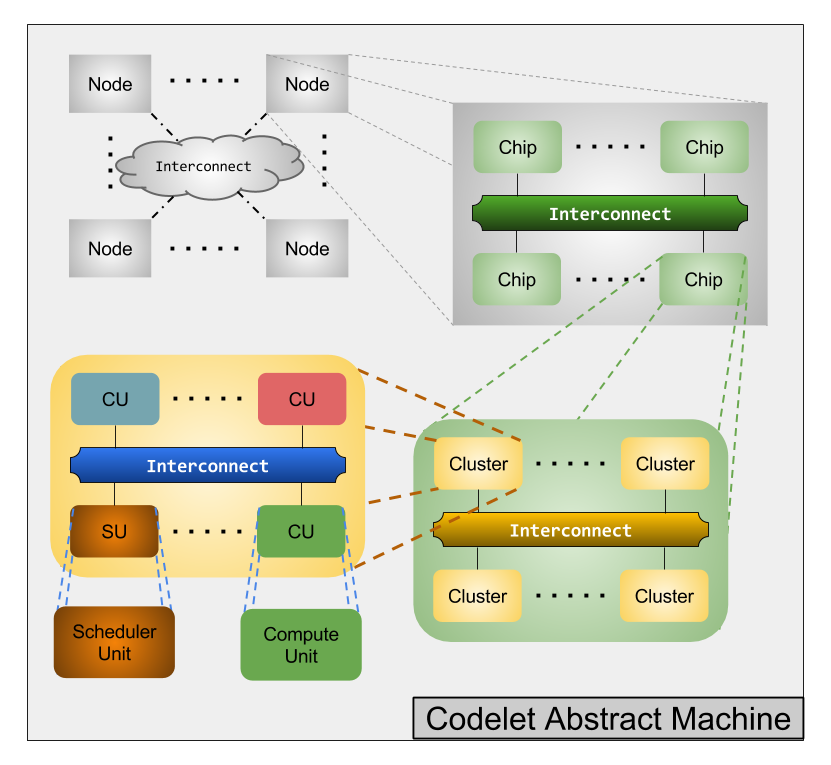 Node
Node
Interconnect
Node
Node
Chip
Chip
Interconnect
Chip
Chip
CU
CU
Interconnect
SU
CU
Scheduler
Unit
Compute
Unit
Cluster
Cluster
Interconnect
Cluster
Cluster
Codelet Abstract Machine